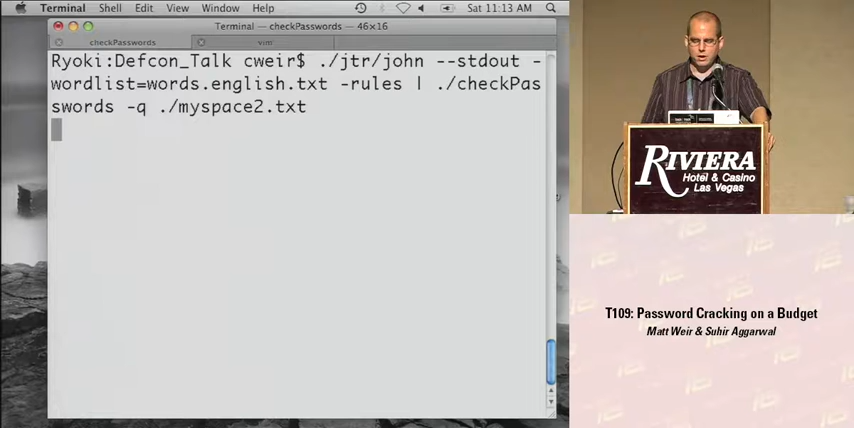 Terminal Shell Edit View Window Help Sat 11:13 AM
Terminal — checkPasswords — 46×16
checkPasswords vim
Ryoki:Defcon_Talk cweir$ ./jtr/john --stdout -
wordlist=words.english.txt -rules | ./checkPas
swords -q ./myspace2.txt
RIVIERA
Hotel & Casino
Las Vegas
T109: Password Cracking on a Budget
Matt Weir & Suhir Aggarwal